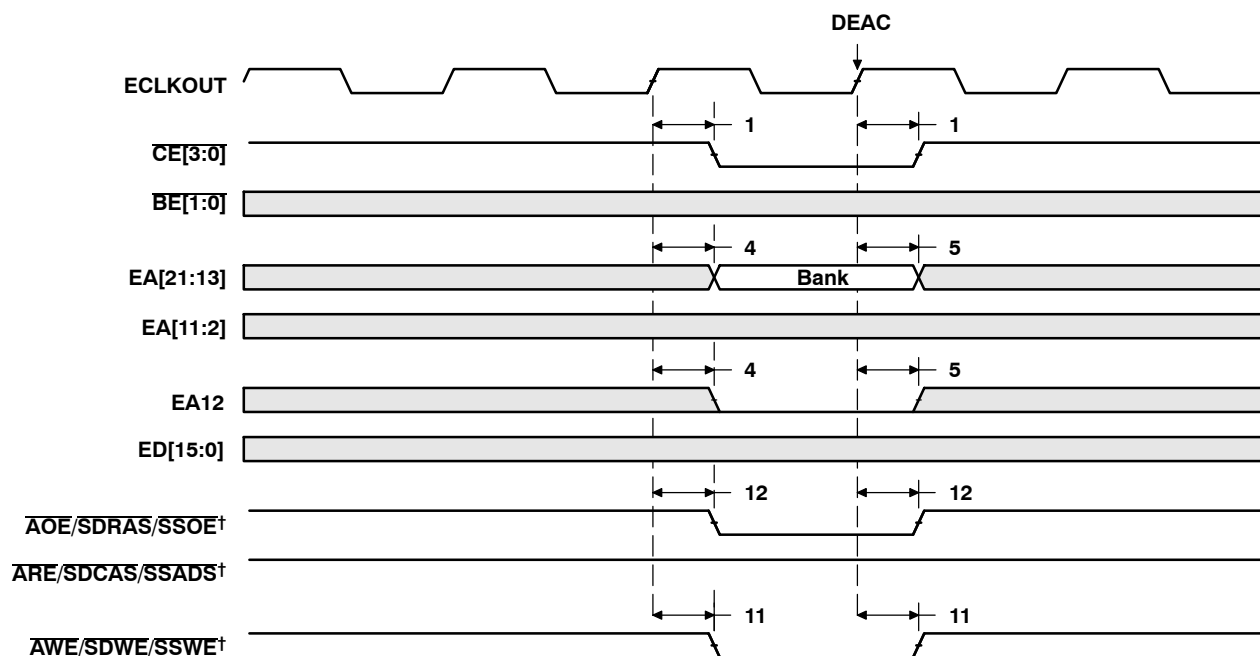 DEAC
ECLKOUT
1 1
CE[3:0]
BE[1:0]
4 5
EA[21:13] Bank
EA[11:2]
4 5
EA12
ED[15:0]
12 12
AOE/SDRAS/SSOE†
ARE/SDCAS/SSADS†
11 11
AWE/SDWE/SSWE†